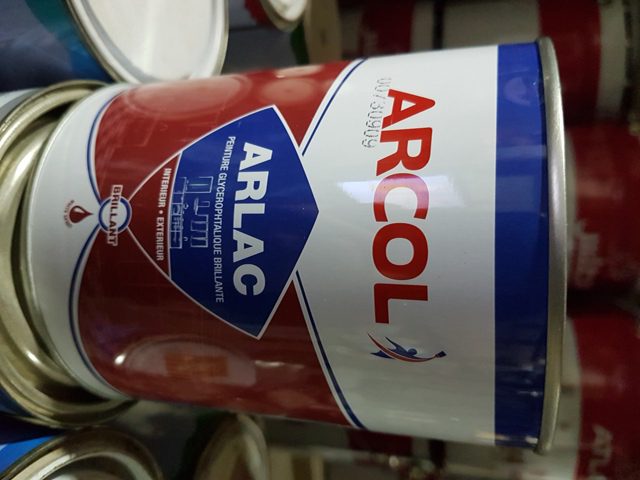 00730909
ARCOL
ARLAC
PEINTURE GLYCEROPHTALIQUE BRILLANTE
INTERIEUR • EXTERIEUR
BRILLANT